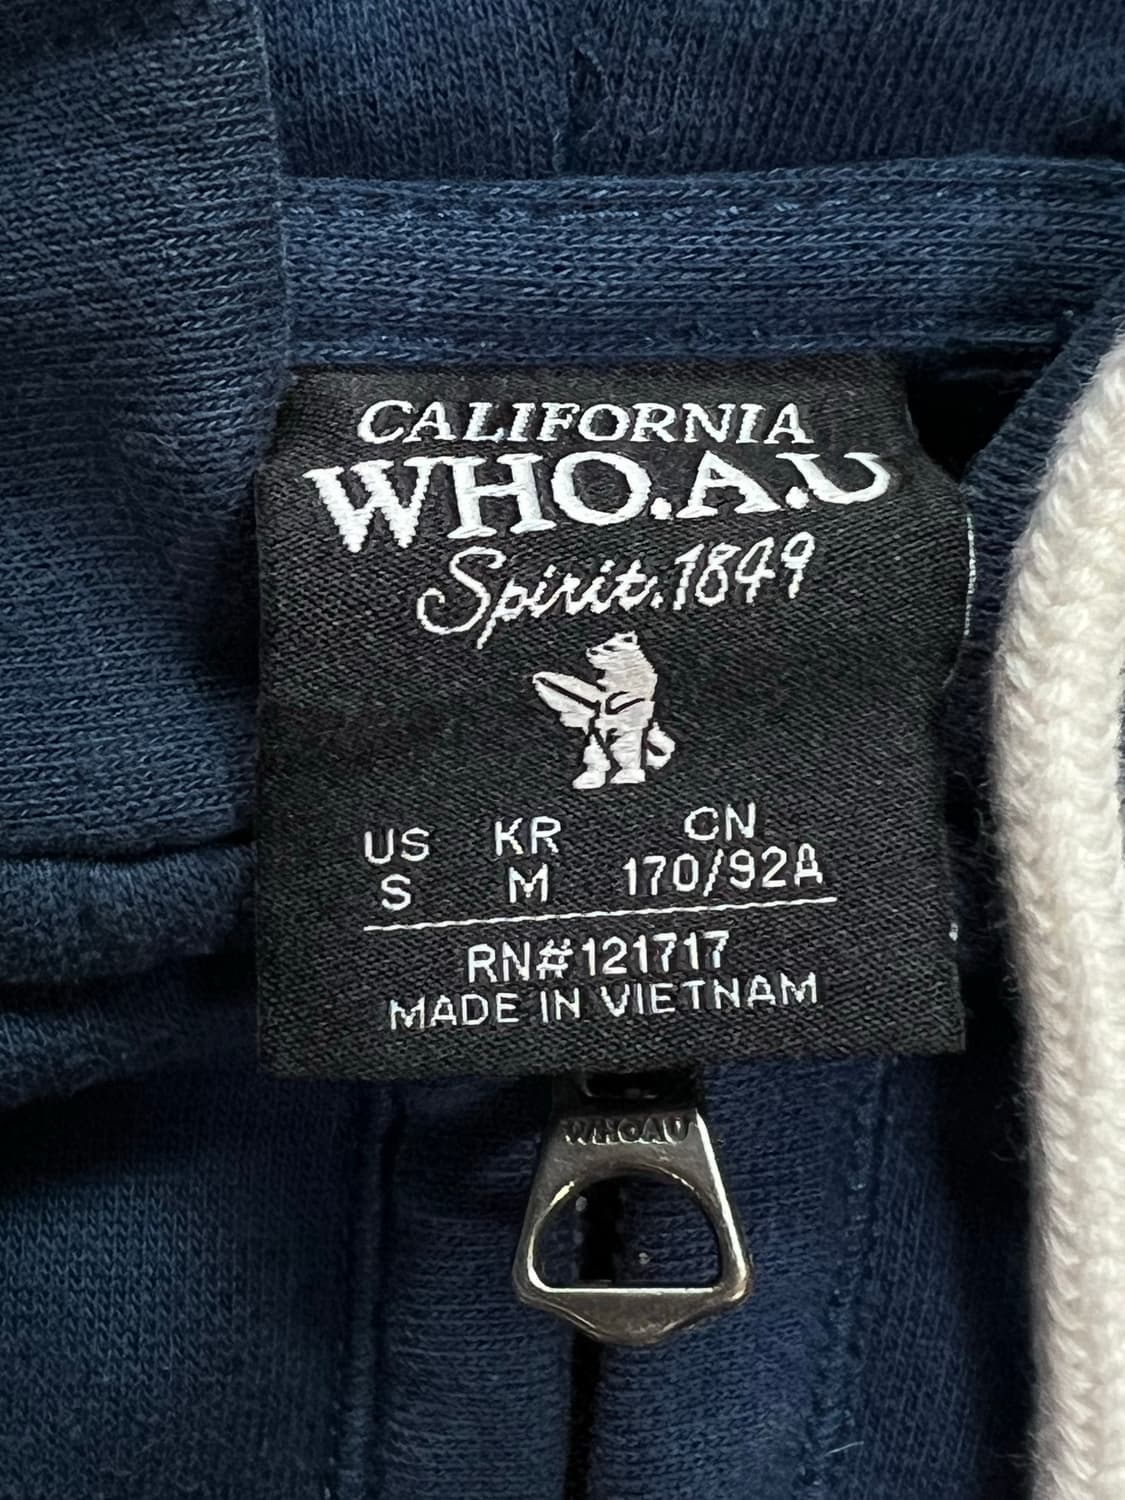 CALIFORNIA
WHO.A.U
Spirit.1849
US KR CN
S M 170/92A
RN#121717
MADE IN VIETNAM
WHOAU